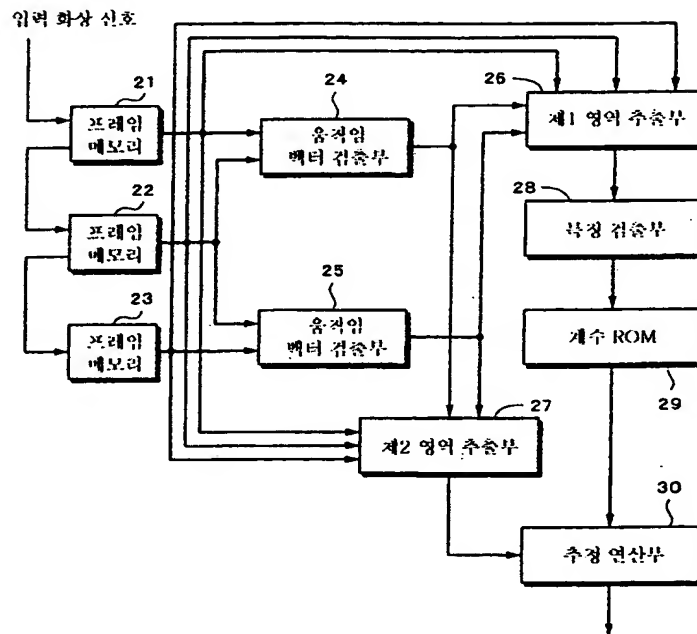 입력 화상 신호
21
프레임
메모리
22
프레임
메모리
23
프레임
메모리
24
움직임
벡터 검출부
25
움직임
벡터 검출부
26
제1 영역 추출부
28
특징 검출부
계수 ROM
29
27
제2 영역 추출부
30
추정 연산부